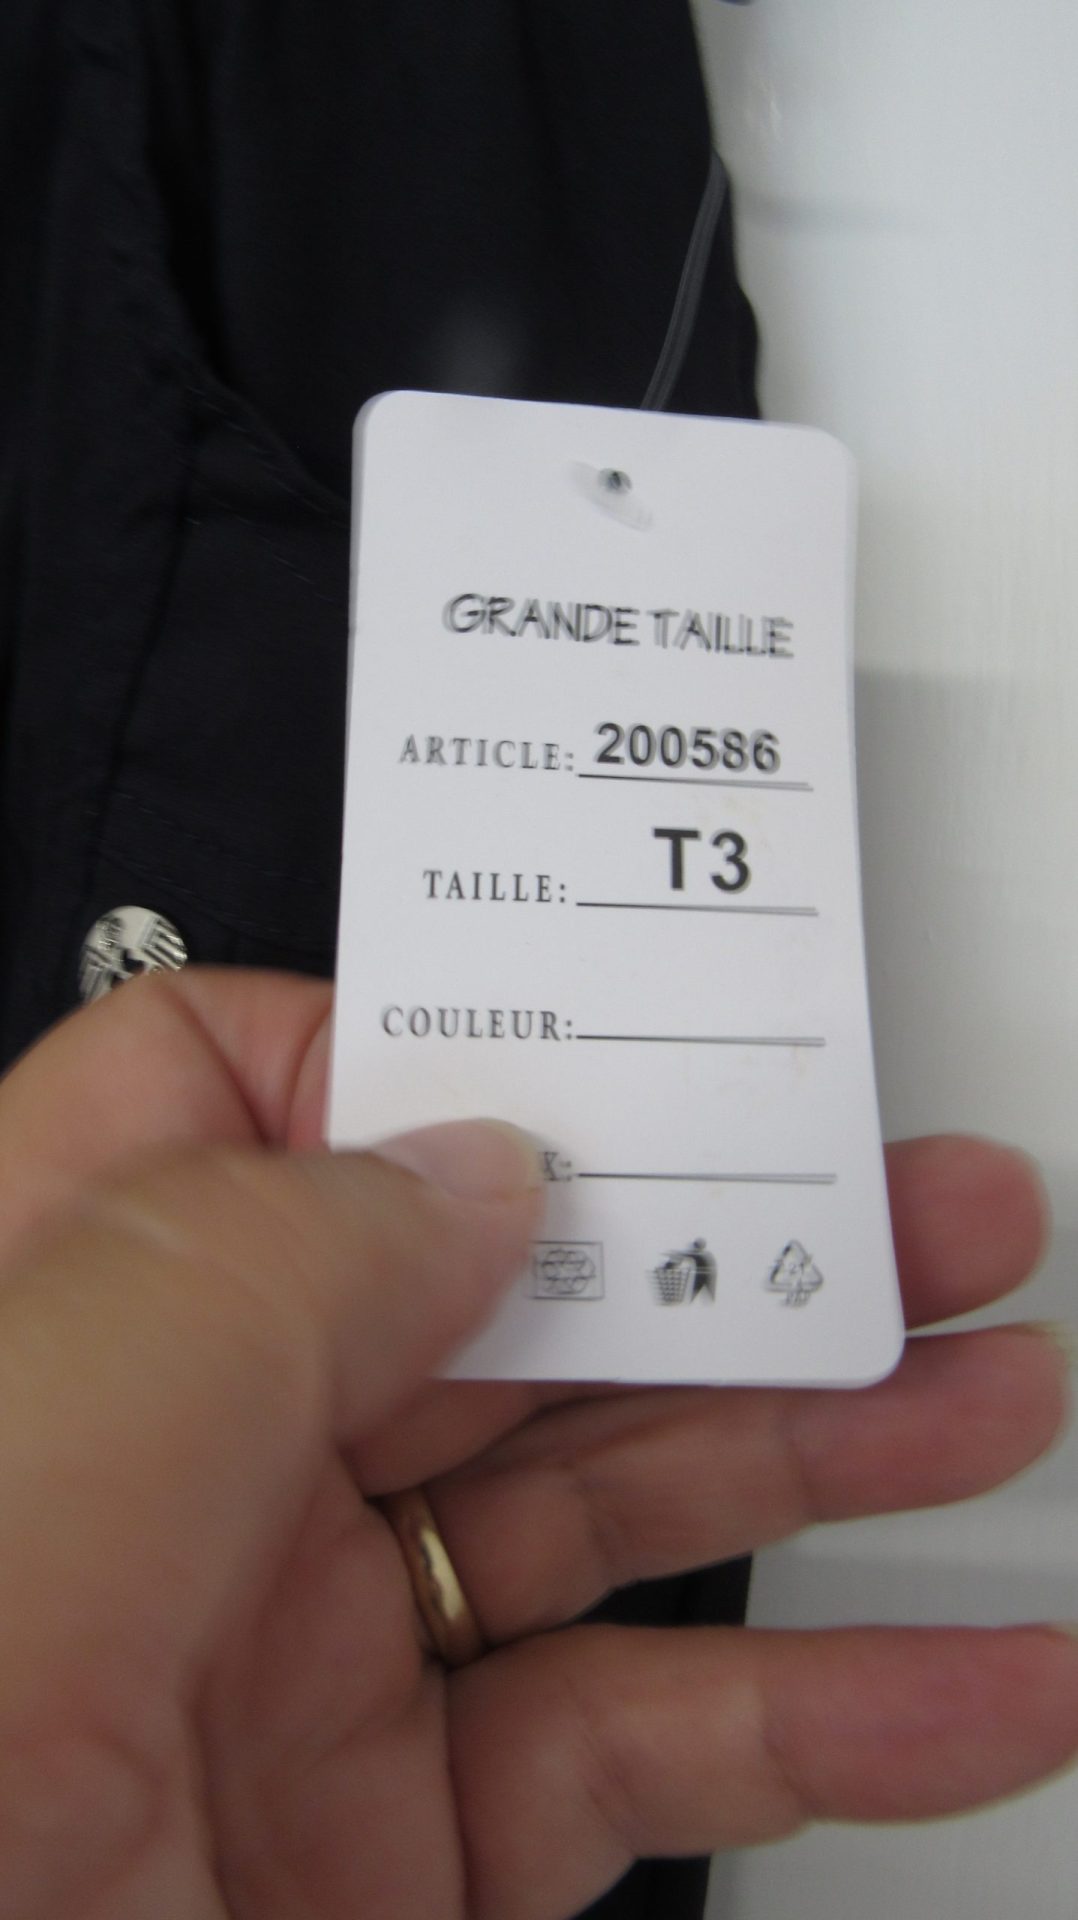 GRANDE TAILLE
ARTICLE: 200586
TAILLE: T3
COULEUR:
X: